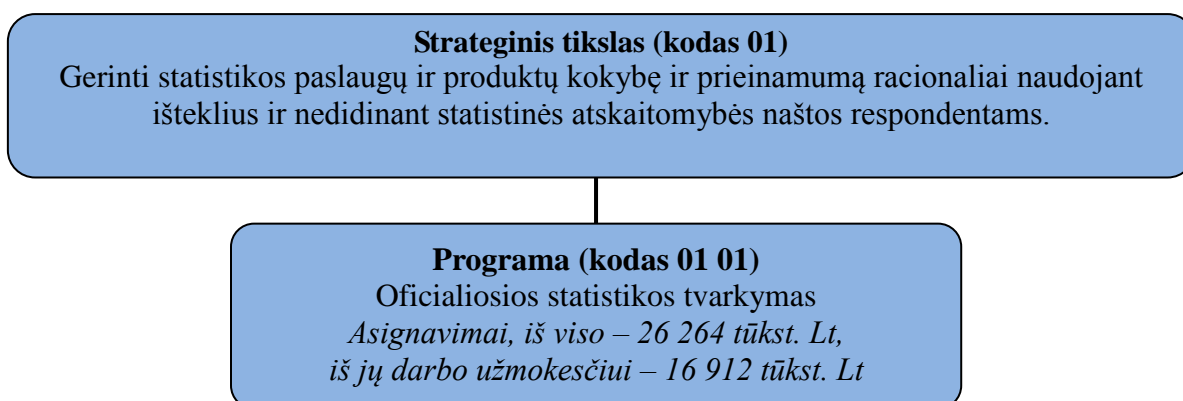 Strateginis tikslas (kodas 01)
Gerinti statistikos paslaugų ir produktų kokybę ir prieinamumą racionaliai naudojant
išteklius ir nedidinant statistinės atskaitomybės naštos respondentams.
Programa (kodas 01 01)
Oficialiosios statistikos tvarkymas
Asignavimai, iš viso – 26 264 tūkst. Lt,
iš jų darbo užmokesčiui – 16 912 tūkst. Lt